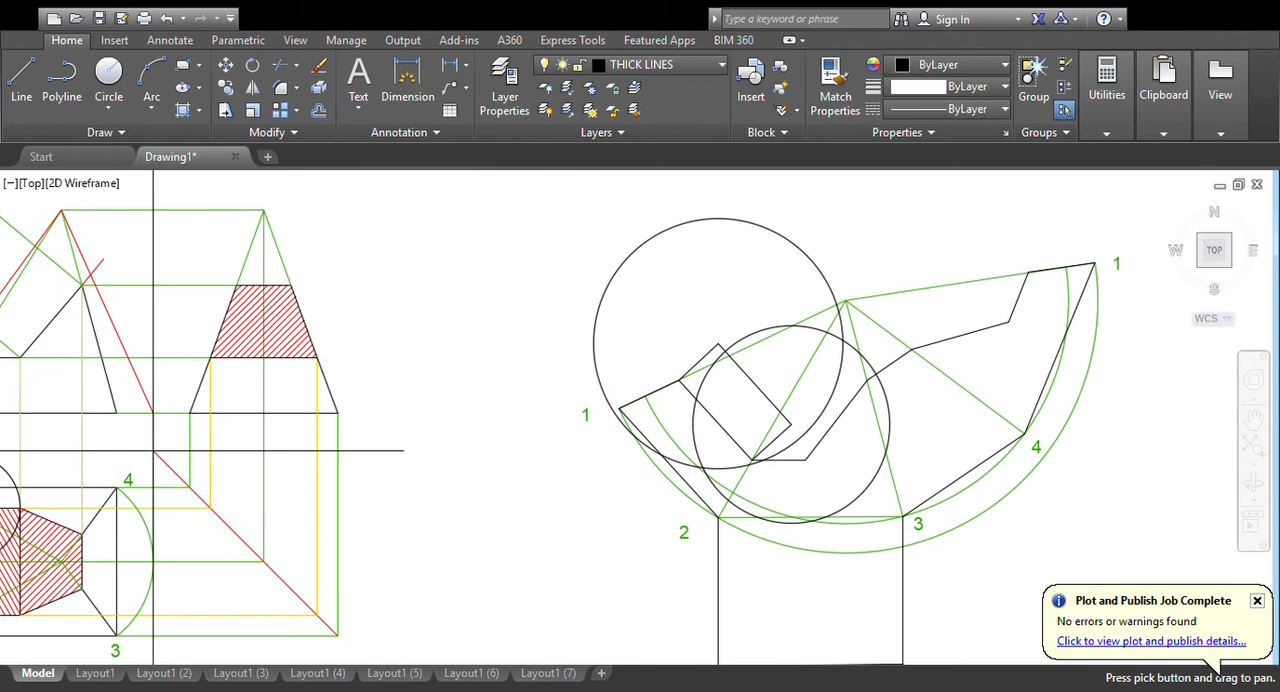 Type a keyword or phrase
Sign In
Home Insert Annotate Parametric View Manage Output Add-ins A360 Express Tools Featured Apps BIM 360
THICK LINES
ByLayer
ByLayer
ByLayer
Line Polyline Circle Arc Text Dimension Layer Properties Insert Match Properties Group Utilities Clipboard View
Draw Modify Annotation Layers Block Properties Groups
Start Drawing1*
[−][Top][2D Wireframe]
N
W TOP E
S
WCS
1
1
4
4
2
3
3
Plot and Publish Job Complete
No errors or warnings found
Click to view plot and publish details...
Model Layout1 Layout1 (2) Layout1 (3) Layout1 (4) Layout1 (5) Layout1 (6) Layout1 (7)
Press pick button and drag to pan.